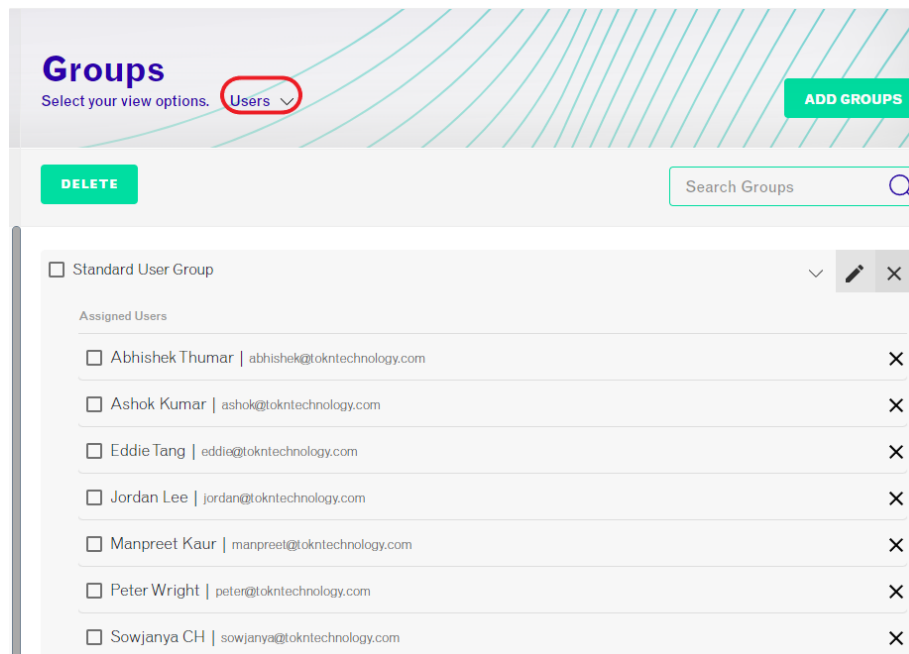 Groups
Select your view options. Users
ADD GROUPS
DELETE
Search Groups
Standard User Group
Assigned Users
Abhishek Thumar | abhishek@tokntechnology.com
Ashok Kumar | ashok@tokntechnology.com
Eddie Tang | eddie@tokntechnology.com
Jordan Lee | jordan@tokntechnology.com
Manpreet Kaur | manpreet@tokntechnology.com
Peter Wright | peter@tokntechnology.com
Sowjanya CH | sowjanya@tokntechnology.com